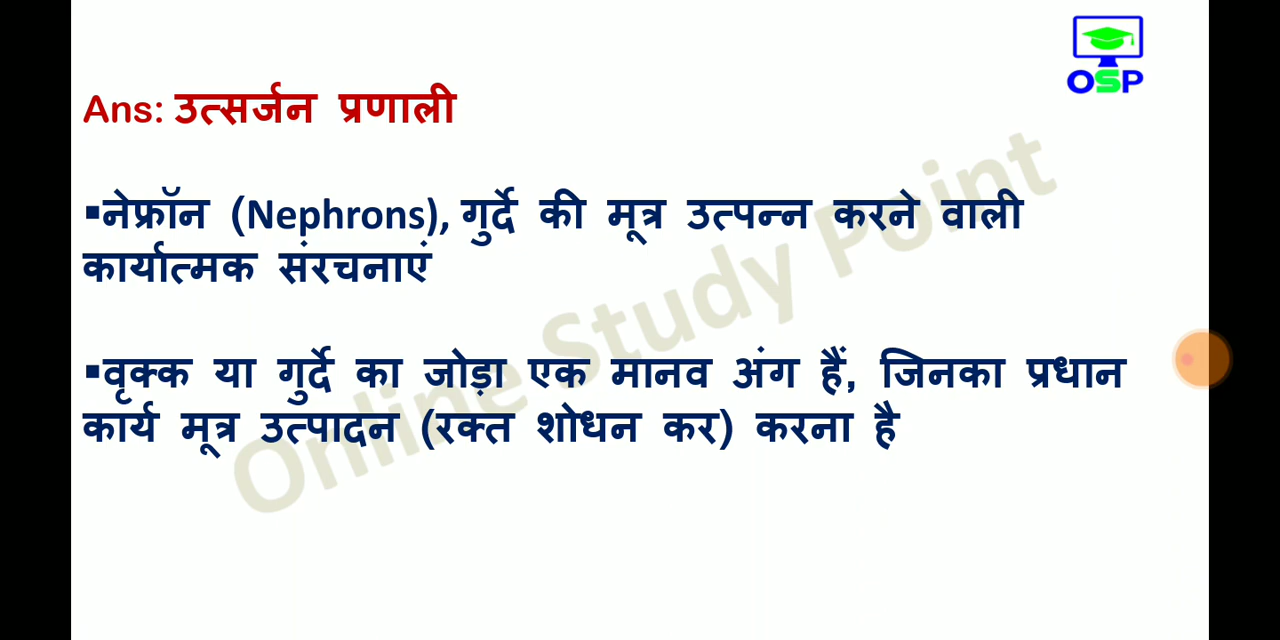 OSP
Ans: उत्सर्जन प्रणाली
▪नेफ्रॉन (Nephrons), गुर्दे की मूत्र उत्पन्न करने वाली
कार्यात्मक संरचनाएं
▪वृक्क या गुर्दे का जोड़ा एक मानव अंग हैं, जिनका प्रधान
कार्य मूत्र उत्पादन (रक्त शोधन कर) करना है
Online Study Point